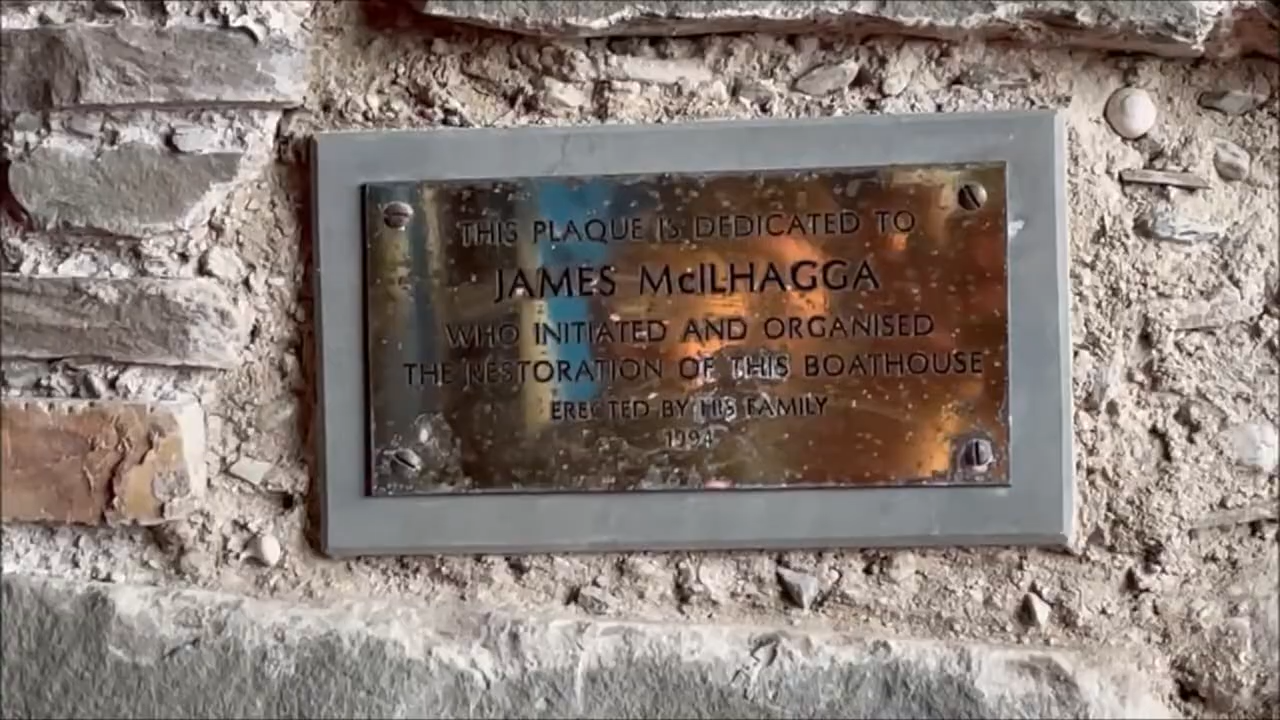 THIS PLAQUE IS DEDICATED TO
JAMES McILHAGGA
WHO INITIATED AND ORGANISED
THE RESTORATION OF THIS BOATHOUSE
ERECTED BY HIS FAMILY
1994